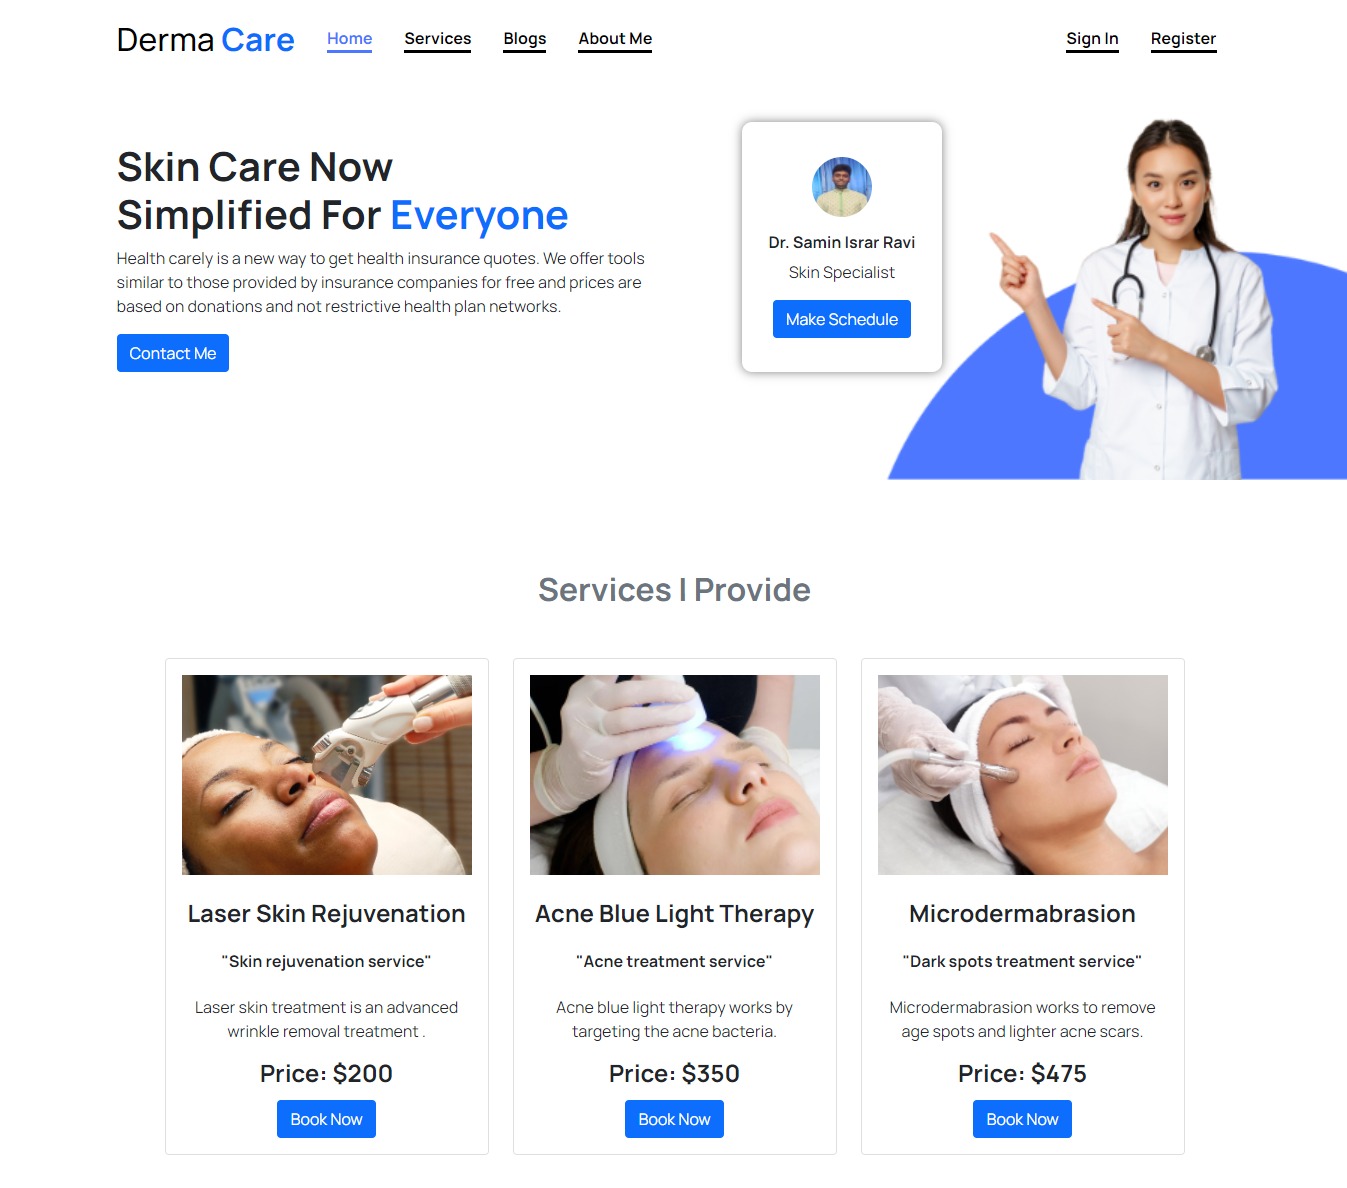 Derma Care
Home
Services
Blogs
About Me
Sign In
Register
Skin Care Now
Simplified For Everyone
Health carely is a new way to get health insurance quotes. We offer tools
similar to those provided by insurance companies for free and prices are
based on donations and not restrictive health plan networks.
Contact Me
Dr. Samin Israr Ravi
Skin Specialist
Make Schedule
Services I Provide
Laser Skin Rejuvenation
"Skin rejuvenation service"
Laser skin treatment is an advanced
wrinkle removal treatment .
Price: $200
Book Now
Acne Blue Light Therapy
"Acne treatment service"
Acne blue light therapy works by
targeting the acne bacteria.
Price: $350
Book Now
Microdermabrasion
"Dark spots treatment service"
Microdermabrasion works to remove
age spots and lighter acne scars.
Price: $475
Book Now